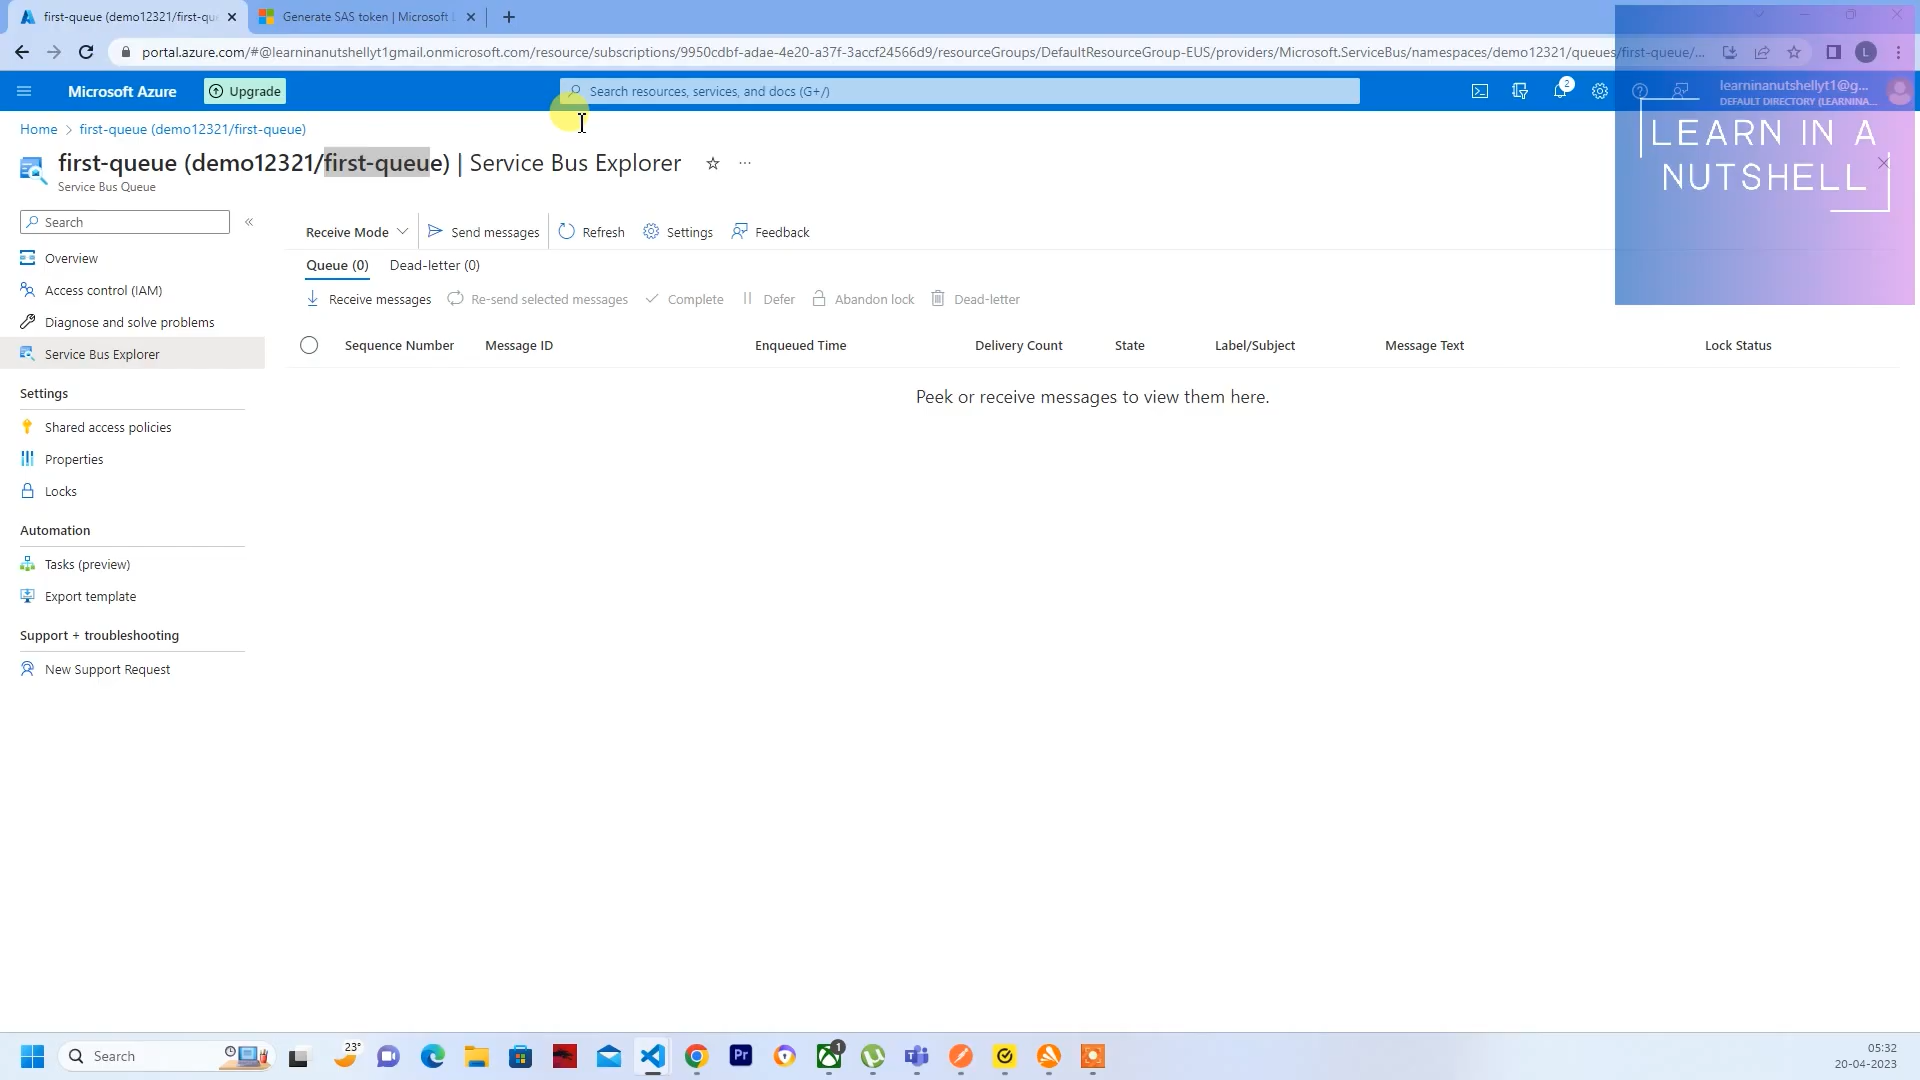 first-queue (demo12321/first-qu
Generate SAS token | Microsoft
portal.azure.com/#@learninanutshellyt1gmail.onmicrosoft.com/resource/subscriptions/9950cdbf-adae-4e20-a37f-3accf24566d9/resourceGroups/DefaultResourceGroup-EUS/providers/Microsoft.ServiceBus/namespaces/demo12321/queues/first-queue/...
L
Microsoft Azure
Upgrade
Search resources, services, and docs (G+/)
2
learninanutshellyt1@g...
DEFAULT DIRECTORY (LEARNINA...
Home > first-queue (demo12321/first-queue)
first-queue (demo12321/first-queue) | Service Bus Explorer
Service Bus Queue
LEARN IN A
NUTSHELL
Search
Overview
Access control (IAM)
Diagnose and solve problems
Service Bus Explorer
Settings
Shared access policies
Properties
Locks
Automation
Tasks (preview)
Export template
Support + troubleshooting
New Support Request
Receive Mode
Send messages
Refresh
Settings
Feedback
Queue (0)
Dead-letter (0)
Receive messages
Re-send selected messages
Complete
Defer
Abandon lock
Dead-letter
Sequence Number
Message ID
Enqueued Time
Delivery Count
State
Label/Subject
Message Text
Lock Status
Peek or receive messages to view them here.
Search
23°
Pr
1
05:32
20-04-2023